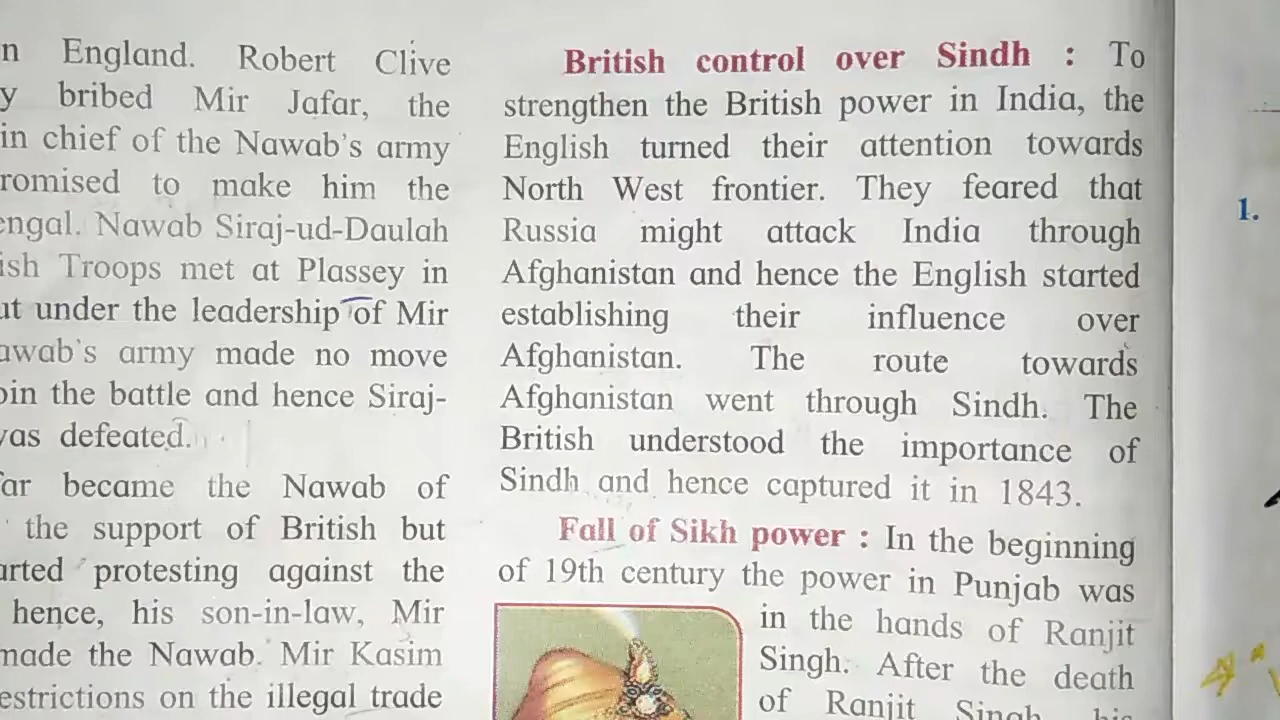 n England. Robert Clive
y bribed Mir Jafar, the
in chief of the Nawab's army
romised to make him the
engal. Nawab Siraj-ud-Daulah
ish Troops met at Plassey in
ut under the leadership of Mir
awab's army made no move
oin the battle and hence Siraj-
was defeated.
far became the Nawab of
the support of British but
arted protesting against the
hence, his son-in-law, Mir
made the Nawab. Mir Kasim
estrictions on the illegal trade
British control over Sindh : To
strengthen the British power in India, the
English turned their attention towards
North West frontier. They feared that
Russia might attack India through
Afghanistan and hence the English started
establishing their influence over
Afghanistan. The route towards
Afghanistan went through Sindh. The
British understood the importance of
Sindh and hence captured it in 1843.
Fall of Sikh power : In the beginning
of 19th century the power in Punjab was
in the hands of Ranjit
Singh. After the death
of Ranjit Singh, his
1.